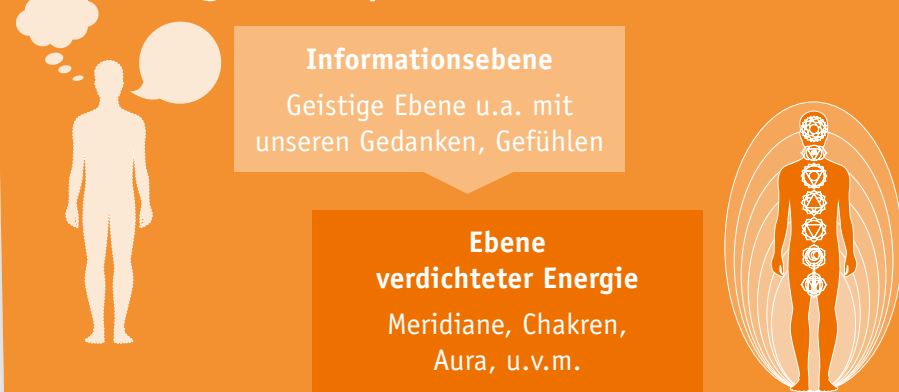 Informationsebene
Geistige Ebene u.a. mit
unseren Gedanken, Gefühlen
Ebene
verdichteter Energie
Meridiane, Chakren,
Aura, u.v.m.